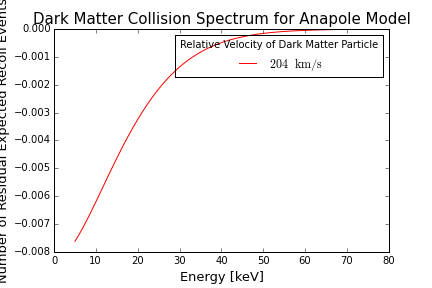 Dark Matter Collision Spectrum for Anapole Model
Number of Residual Expected Recoil Events
0.000
−0.001
−0.002
−0.003
−0.004
−0.005
−0.006
−0.007
−0.008
Relative Velocity of Dark Matter Particle
204 km/s
0 10 20 30 40 50 60 70 80
Energy [keV]